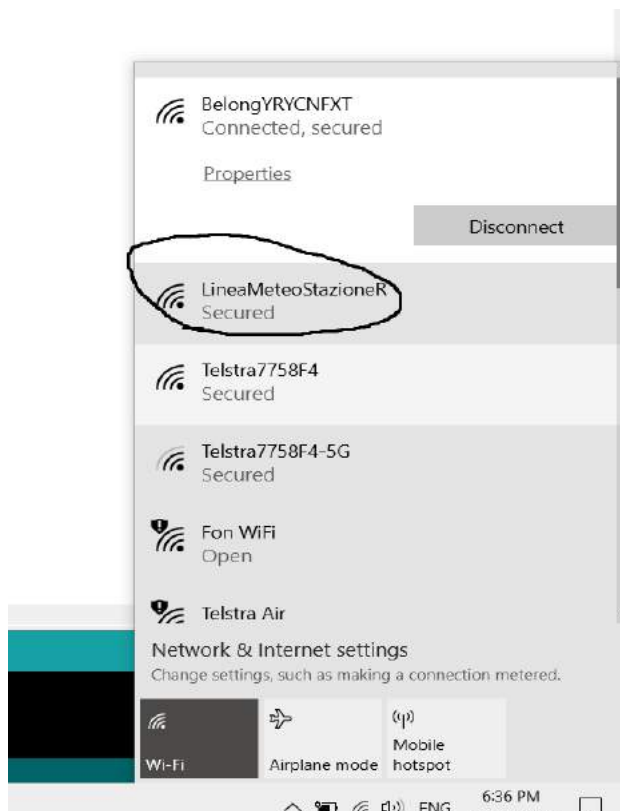 BelongYRYCNFXT
Connected, secured
Properties
Disconnect
LineaMeteoStazioneR
Secured
Telstra7758F4
Secured
Telstra7758F4-5G
Secured
Fon WiFi
Open
Telstra Air
Network & Internet settings
Change settings, such as making a connection metered.
Wi-Fi
Airplane mode
Mobile
hotspot
ENG
6:36 PM